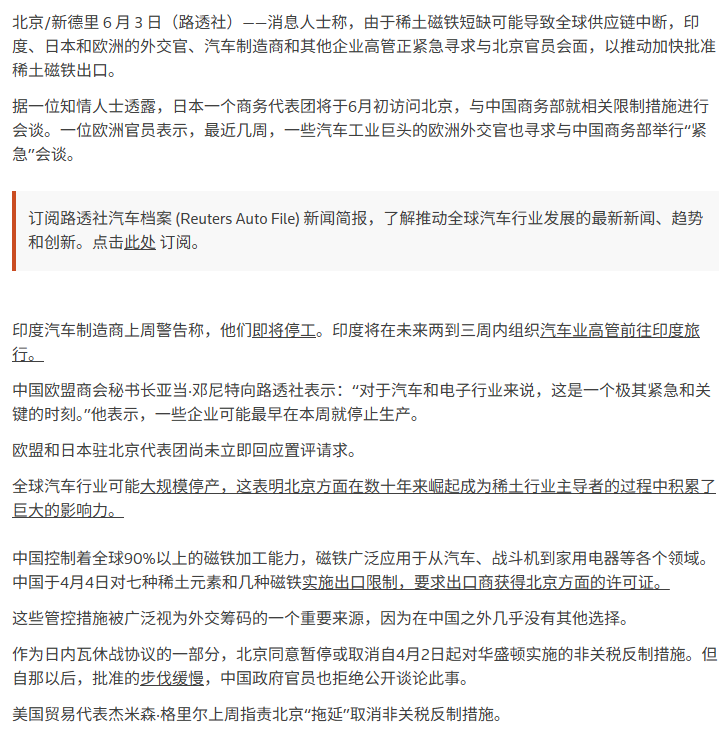 北京/新德里 6 月 3 日（路透社）——消息人士称，由于稀土磁铁短缺可能导致全球供应链中断，印
度、日本和欧洲的外交官、汽车制造商和其他企业高管正紧急寻求与北京官员会面，以推动加快批准
稀土磁铁出口。
据一位知情人士透露，日本一个商务代表团将于6月初访问北京，与中国商务部就相关限制措施进行
会谈。一位欧洲官员表示，最近几周，一些汽车工业巨头的欧洲外交官也寻求与中国商务部举行“紧
急”会谈。
订阅路透社汽车档案 (Reuters Auto File) 新闻简报，了解推动全球汽车行业发展的最新新闻、趋势
和创新。点击此处 订阅。
印度汽车制造商上周警告称，他们即将停工。印度将在未来两到三周内组织汽车业高管前往印度旅
行。
中国欧盟商会秘书长亚当·邓尼特向路透社表示：“对于汽车和电子行业来说，这是一个极其紧急和关
键的时刻。”他表示，一些企业可能最早在本周就停止生产。
欧盟和日本驻北京代表团尚未立即回应置评请求。
全球汽车行业可能大规模停产，这表明北京方面在数十年来崛起成为稀土行业主导者的过程中积累了
巨大的影响力。
中国控制着全球90%以上的磁铁加工能力，磁铁广泛应用于从汽车、战斗机到家用电器等各个领域。
中国于4月4日对七种稀土元素和几种磁铁实施出口限制，要求出口商获得北京方面的许可证。
这些管控措施被广泛视为外交筹码的一个重要来源，因为在中国之外几乎没有其他选择。
作为日内瓦休战协议的一部分，北京同意暂停或取消自4月2日起对华盛顿实施的非关税反制措施。但
自那以后，批准的步伐缓慢，中国政府官员也拒绝公开谈论此事。
美国贸易代表杰米森·格里尔上周指责北京“拖延”取消非关税反制措施。